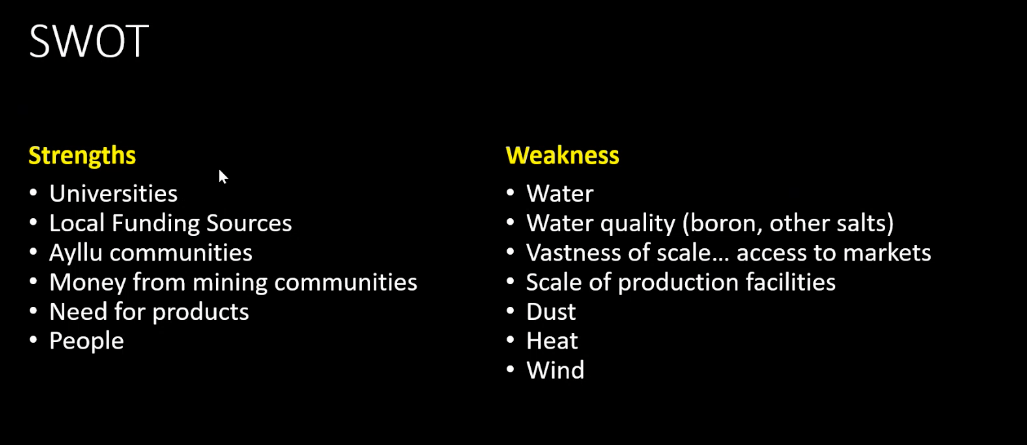 SWOT
Strengths
• Universities
• Local Funding Sources
• Ayllu communities
• Money from mining communities
• Need for products
• People
Weakness
• Water
• Water quality (boron, other salts)
• Vastness of scale... access to markets
• Scale of production facilities
• Dust
• Heat
• Wind